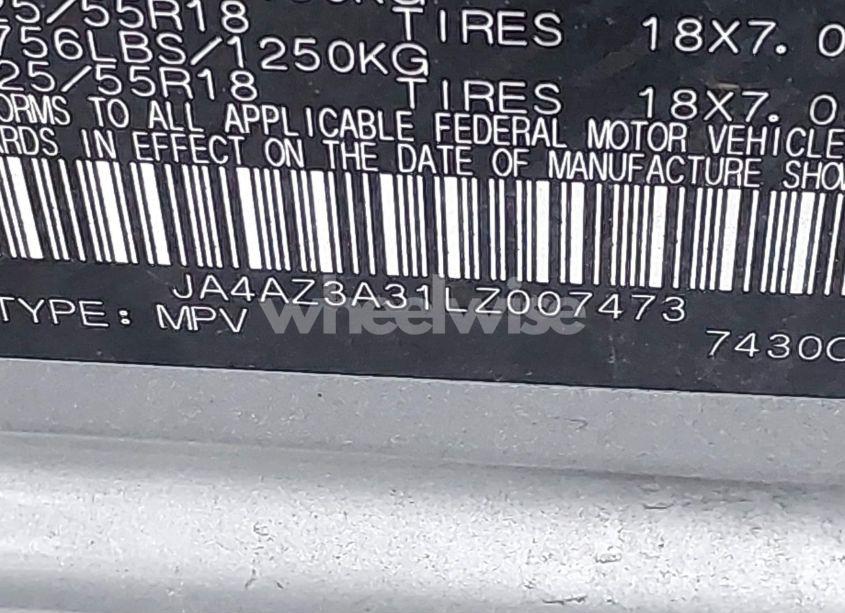 25/55R18 TIRES 18X7.0
756LBS/1250KG
25/55R18 TIRES 18X7.0
ORMS TO ALL APPLICABLE FEDERAL MOTOR VEHICLE
ARDS IN EFFECT ON THE DATE OF MANUFACTURE SHOW
JA4AZ3A31LZ007473
TYPE: MPV
7430C
wheelwise